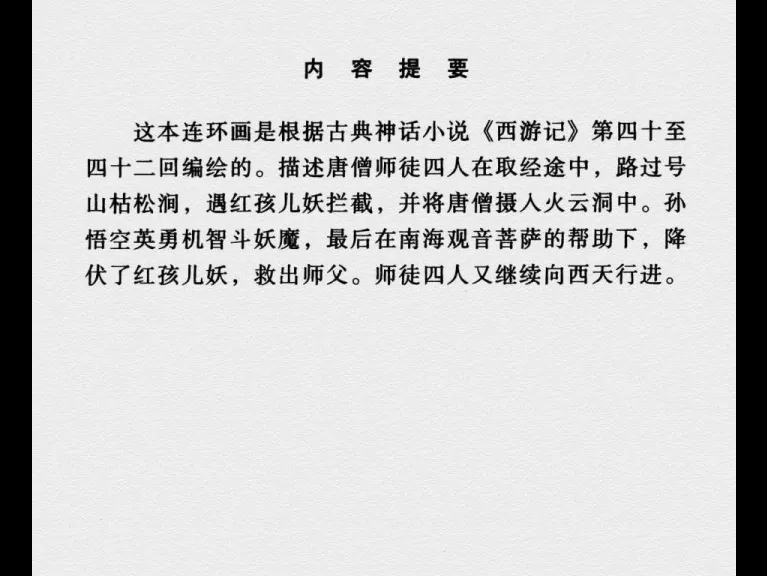 内容提要
这本连环画是根据古典神话小说《西游记》第四十至
四十二回编绘的。描述唐僧师徒四人在取经途中，路过号
山枯松涧，遇红孩儿妖拦截，并将唐僧摄入火云洞中。孙
悟空英勇机智斗妖魔，最后在南海观音菩萨的帮助下，降
伏了红孩儿妖，救出师父。师徒四人又继续向西天行进。